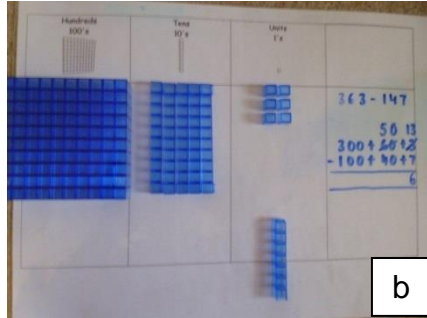 Hundreds
100's
Tens
10's
Units
1's
363 - 147
50 13
300 + 60 + 3
- 100 + 40 + 7
6
b